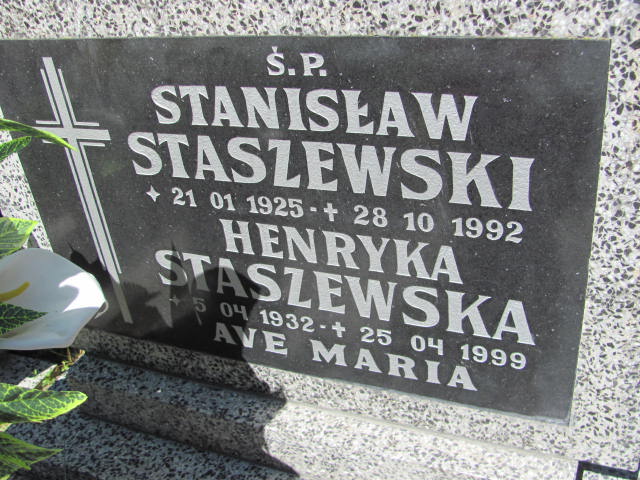 Ś.P.
STANISŁAW
STASZEWSKI
✦ 21 01 1925 - ✝ 28 10 1992
HENRYKA
STASZEWSKA
✦ 5 04 1932 - ✝ 25 04 1999
AVE MARIA